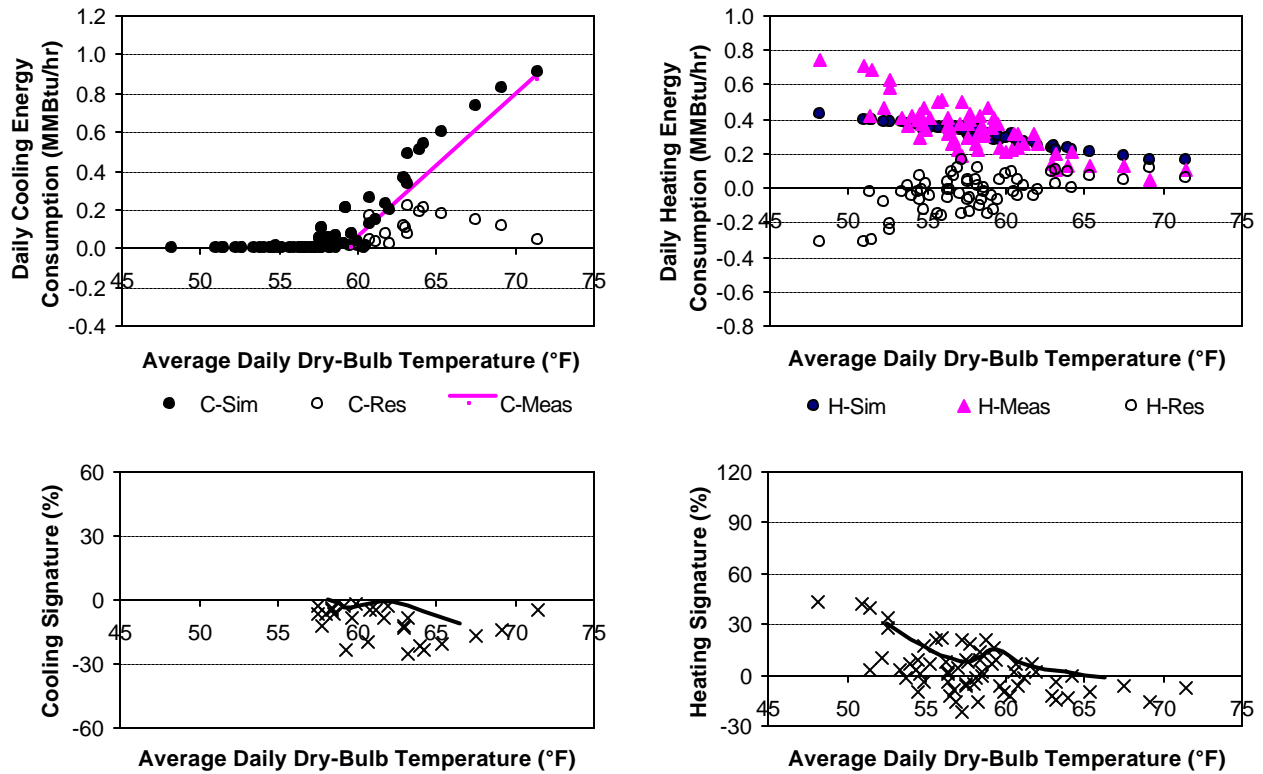 Daily Cooling Energy
Consumption (MMBtu/hr)
1.2
1.0
0.8
0.6
0.4
0.2
0.0
-0.2
-0.4
45 50 55 60 65 70 75
Average Daily Dry-Bulb Temperature (°F)
C-Sim C-Res C-Meas
Daily Heating Energy
Consumption (MMBtu/hr)
1.0
0.8
0.6
0.4
0.2
0.0
-0.2
-0.4
-0.6
-0.8
45 50 55 60 65 70 75
Average Daily Dry-Bulb Temperature (°F)
H-Sim H-Meas H-Res
Cooling Signature (%)
60
30
0
-30
-60
45 50 55 60 65 70 75
Average Daily Dry-Bulb Temperature (°F)
Heating Signature (%)
120
90
60
30
0
-30
45 50 55 60 65 70 75
Average Daily Dry-Bulb Temperature (°F)